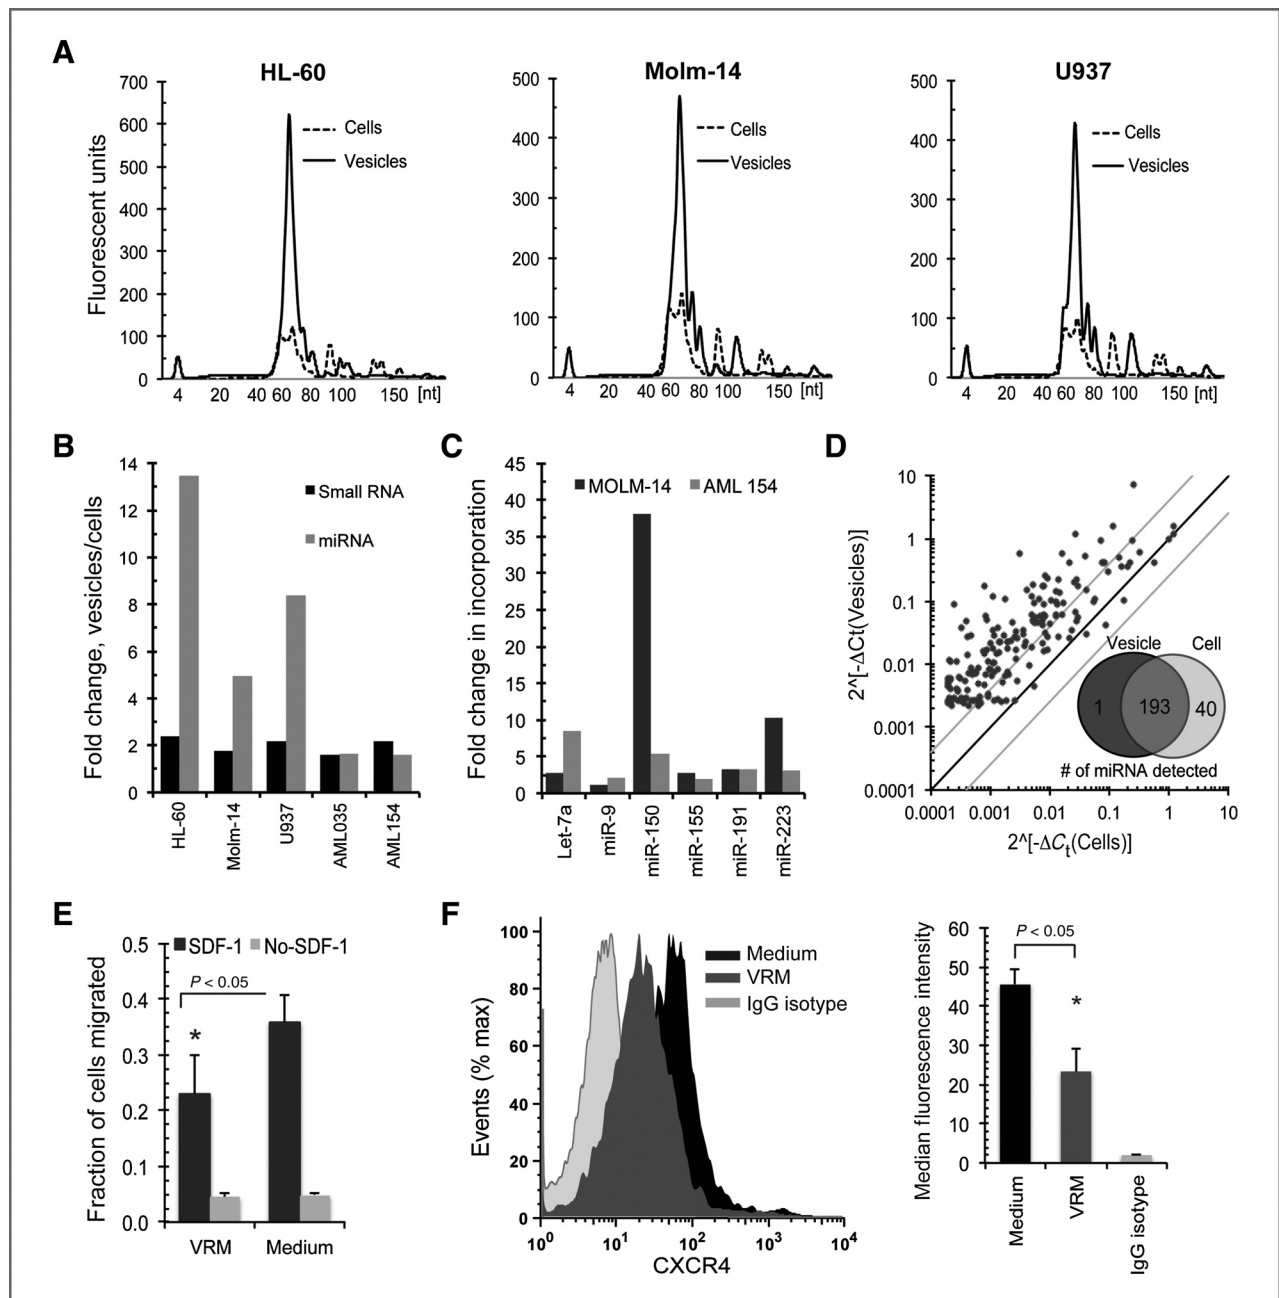 A
HL-60
Molm-14
U937
Fluorescent units
700
600
500
400
300
200
100
0
Cells
Vesicles
4 20 40 60 80 100 150 [nt]
500
400
300
200
100
0
Cells
Vesicles
4 20 40 60 80 100 150 [nt]
500
400
300
200
100
0
Cells
Vesicles
4 20 40 60 80 100 150 [nt]
B
Fold change, vesicles/cells
14
12
10
8
6
4
2
0
Small RNA
miRNA
HL-60
Molm-14
U937
AML035
AML154
C
Fold change in incorporation
45
40
35
30
25
20
15
10
5
0
MOLM-14 AML 154
Let-7a
miR-9
miR-150
miR-155
miR-191
miR-223
D
2^[-ΔCt(Vesicles)]
10
1
0.1
0.01
0.001
0.0001
Vesicle Cell
1 193 40
# of miRNA detected
0.0001 0.001 0.01 0.1 1 10
2^[-ΔCt(Cells)]
E
Fraction of cells migrated
0.5
0.4
0.3
0.2
0.1
0.0
SDF-1 No-SDF-1
P < 0.05
*
VRM Medium
F
Events (% max)
100
80
60
40
20
0
Medium
VRM
IgG isotype
10^0 10^1 10^2 10^3 10^4
CXCR4
Median fluorescence intensity
60
50
40
30
20
10
0
P < 0.05
*
Medium
VRM
IgG isotype